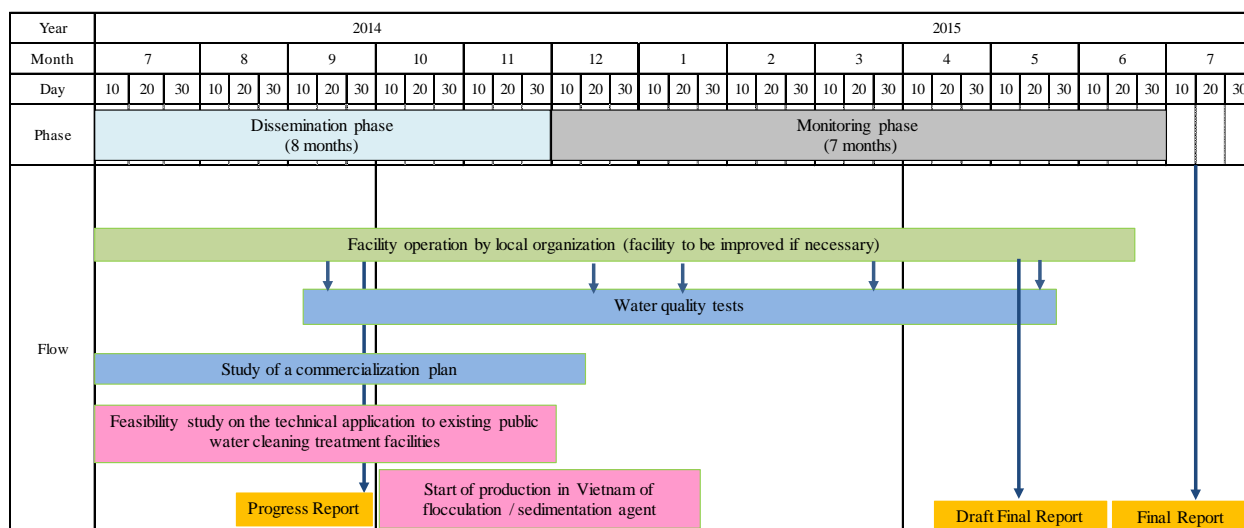 Year 2014 2015
Month 7 8 9 10 11 12 1 2 3 4 5 6 7
Day 10 20 30 10 20 30 10 20 30 10 20 30 10 20 30 10 20 30 10 20 30 10 20 30 10 20 30 10 20 30 10 20 30 10 20 30 10 20 30
Phase
Dissemination phase
(8 months)
Monitoring phase
(7 months)
Flow
Facility operation by local organization (facility to be improved if necessary)
Water quality tests
Study of a commercialization plan
Feasibility study on the technical application to existing public
water cleaning treatment facilities
Start of production in Vietnam of
flocculation / sedimentation agent
Progress Report
Draft Final Report
Final Report